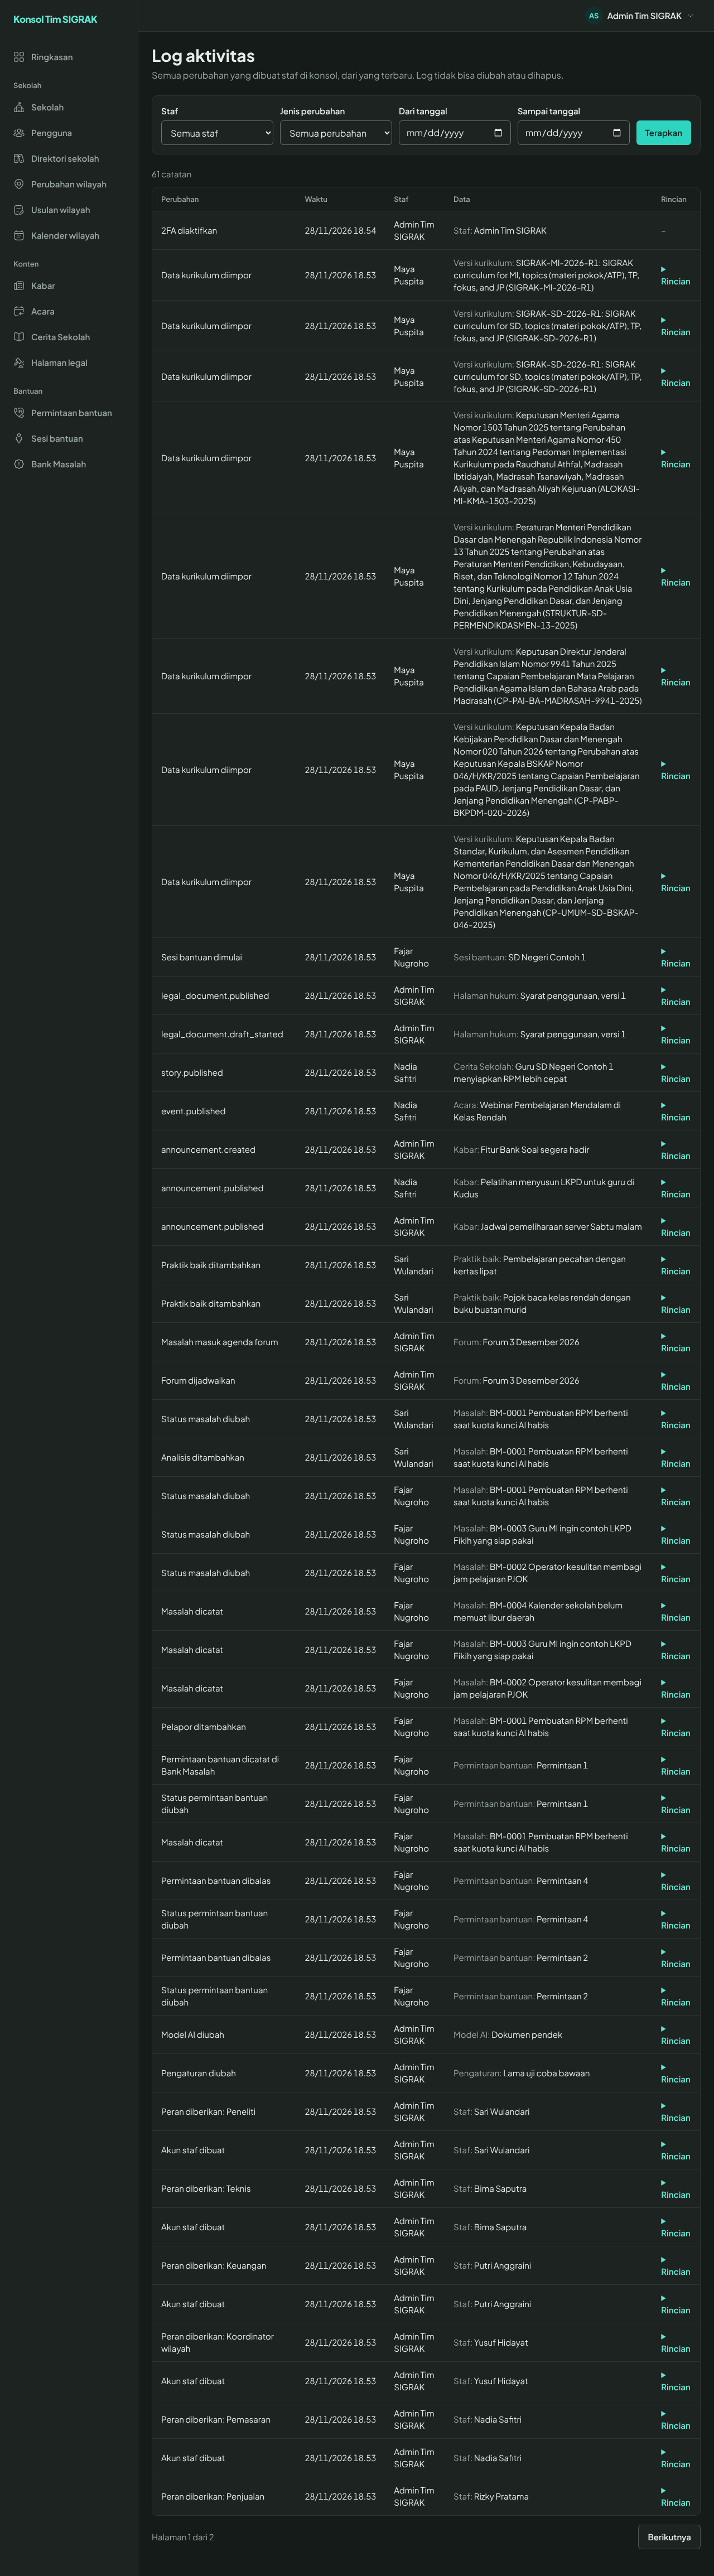 Konsol Tim SIGRAK
AS Admin Tim SIGRAK
Ringkasan
Sekolah
Sekolah
Pengguna
Direktori sekolah
Perubahan wilayah
Usulan wilayah
Kalender wilayah
Konten
Kabar
Acara
Cerita Sekolah
Halaman legal
Bantuan
Permintaan bantuan
Sesi bantuan
Bank Masalah
Log aktivitas
Semua perubahan yang dibuat staf di konsol, dari yang terbaru. Log tidak bisa diubah atau dihapus.
Staf Jenis perubahan Dari tanggal Sampai tanggal
Semua staf Semua perubahan mm/dd/yyyy mm/dd/yyyy Terapkan
61 catatan
Perubahan Waktu Staf Data Rincian
2FA diaktifkan 28/11/2026 18.54 Admin Tim SIGRAK Staf: Admin Tim SIGRAK –
Data kurikulum diimpor 28/11/2026 18.53 Maya Puspita Versi kurikulum: SIGRAK-MI-2026-R1: SIGRAK
curriculum for MI, topics (materi pokok/ATP), TP,
fokus, and JP (SIGRAK-MI-2026-R1) Rincian
Data kurikulum diimpor 28/11/2026 18.53 Maya Puspita Versi kurikulum: SIGRAK-SD-2026-R1: SIGRAK
curriculum for SD, topics (materi pokok/ATP), TP,
fokus, and JP (SIGRAK-SD-2026-R1) Rincian
Data kurikulum diimpor 28/11/2026 18.53 Maya Puspita Versi kurikulum: SIGRAK-SD-2026-R1: SIGRAK
curriculum for SD, topics (materi pokok/ATP), TP,
fokus, and JP (SIGRAK-SD-2026-R1) Rincian
Data kurikulum diimpor 28/11/2026 18.53 Maya Puspita Versi kurikulum: Keputusan Menteri Agama
Nomor 1503 Tahun 2025 tentang Perubahan
atas Keputusan Menteri Agama Nomor 450
Tahun 2024 tentang Pedoman Implementasi
Kurikulum pada Raudhatul Athfal, Madrasah
Ibtidaiyah, Madrasah Tsanawiyah, Madrasah
Aliyah, dan Madrasah Aliyah Kejuruan (ALOKASI-
MI-KMA-1503-2025) Rincian
Data kurikulum diimpor 28/11/2026 18.53 Maya Puspita Versi kurikulum: Peraturan Menteri Pendidikan
Dasar dan Menengah Republik Indonesia Nomor
13 Tahun 2025 tentang Perubahan atas
Peraturan Menteri Pendidikan, Kebudayaan,
Riset, dan Teknologi Nomor 12 Tahun 2024
tentang Kurikulum pada Pendidikan Anak Usia
Dini, Jenjang Pendidikan Dasar, dan Jenjang
Pendidikan Menengah (STRUKTUR-SD-
PERMENDIKDASMEN-13-2025) Rincian
Data kurikulum diimpor 28/11/2026 18.53 Maya Puspita Versi kurikulum: Keputusan Direktur Jenderal
Pendidikan Islam Nomor 9941 Tahun 2025
tentang Capaian Pembelajaran Mata Pelajaran
Pendidikan Agama Islam dan Bahasa Arab pada
Madrasah (CP-PAI-BA-MADRASAH-9941-2025) Rincian
Data kurikulum diimpor 28/11/2026 18.53 Maya Puspita Versi kurikulum: Keputusan Kepala Badan
Kebijakan Pendidikan Dasar dan Menengah
Nomor 020 Tahun 2026 tentang Perubahan atas
Keputusan Kepala BSKAP Nomor
046/H/KR/2025 tentang Capaian Pembelajaran
pada PAUD, Jenjang Pendidikan Dasar, dan
Jenjang Pendidikan Menengah (CP-PABP-
BKPDM-020-2026) Rincian
Data kurikulum diimpor 28/11/2026 18.53 Maya Puspita Versi kurikulum: Keputusan Kepala Badan
Standar, Kurikulum, dan Asesmen Pendidikan
Kementerian Pendidikan Dasar dan Menengah
Nomor 046/H/KR/2025 tentang Capaian
Pembelajaran pada Pendidikan Anak Usia Dini,
Jenjang Pendidikan Dasar, dan Jenjang
Pendidikan Menengah (CP-UMUM-SD-BSKAP-
046-2025) Rincian
Sesi bantuan dimulai 28/11/2026 18.53 Fajar Nugroho Sesi bantuan: SD Negeri Contoh 1 Rincian
legal_document.published 28/11/2026 18.53 Admin Tim SIGRAK Halaman hukum: Syarat penggunaan, versi 1 Rincian
legal_document.draft_started 28/11/2026 18.53 Admin Tim SIGRAK Halaman hukum: Syarat penggunaan, versi 1 Rincian
story.published 28/11/2026 18.53 Nadia Safitri Cerita Sekolah: Guru SD Negeri Contoh 1
menyiapkan RPM lebih cepat Rincian
event.published 28/11/2026 18.53 Nadia Safitri Acara: Webinar Pembelajaran Mendalam di
Kelas Rendah Rincian
announcement.created 28/11/2026 18.53 Admin Tim SIGRAK Kabar: Fitur Bank Soal segera hadir Rincian
announcement.published 28/11/2026 18.53 Nadia Safitri Kabar: Pelatihan menyusun LKPD untuk guru di
Kudus Rincian
announcement.published 28/11/2026 18.53 Admin Tim SIGRAK Kabar: Jadwal pemeliharaan server Sabtu malam Rincian
Praktik baik ditambahkan 28/11/2026 18.53 Sari Wulandari Praktik baik: Pembelajaran pecahan dengan
kertas lipat Rincian
Praktik baik ditambahkan 28/11/2026 18.53 Sari Wulandari Praktik baik: Pojok baca kelas rendah dengan
buku buatan murid Rincian
Masalah masuk agenda forum 28/11/2026 18.53 Admin Tim SIGRAK Forum: Forum 3 Desember 2026 Rincian
Forum dijadwalkan 28/11/2026 18.53 Admin Tim SIGRAK Forum: Forum 3 Desember 2026 Rincian
Status masalah diubah 28/11/2026 18.53 Sari Wulandari Masalah: BM-0001 Pembuatan RPM berhenti
saat kuota kunci AI habis Rincian
Analisis ditambahkan 28/11/2026 18.53 Sari Wulandari Masalah: BM-0001 Pembuatan RPM berhenti
saat kuota kunci AI habis Rincian
Status masalah diubah 28/11/2026 18.53 Fajar Nugroho Masalah: BM-0001 Pembuatan RPM berhenti
saat kuota kunci AI habis Rincian
Status masalah diubah 28/11/2026 18.53 Fajar Nugroho Masalah: BM-0003 Guru MI ingin contoh LKPD
Fikih yang siap pakai Rincian
Status masalah diubah 28/11/2026 18.53 Fajar Nugroho Masalah: BM-0002 Operator kesulitan membagi
jam pelajaran PJOK Rincian
Masalah dicatat 28/11/2026 18.53 Fajar Nugroho Masalah: BM-0004 Kalender sekolah belum
memuat libur daerah Rincian
Masalah dicatat 28/11/2026 18.53 Fajar Nugroho Masalah: BM-0003 Guru MI ingin contoh LKPD
Fikih yang siap pakai Rincian
Masalah dicatat 28/11/2026 18.53 Fajar Nugroho Masalah: BM-0002 Operator kesulitan membagi
jam pelajaran PJOK Rincian
Pelapor ditambahkan 28/11/2026 18.53 Fajar Nugroho Masalah: BM-0001 Pembuatan RPM berhenti
saat kuota kunci AI habis Rincian
Permintaan bantuan dicatat di Bank Masalah 28/11/2026 18.53 Fajar Nugroho Permintaan bantuan: Permintaan 1 Rincian
Status permintaan bantuan diubah 28/11/2026 18.53 Fajar Nugroho Permintaan bantuan: Permintaan 1 Rincian
Masalah dicatat 28/11/2026 18.53 Fajar Nugroho Masalah: BM-0001 Pembuatan RPM berhenti
saat kuota kunci AI habis Rincian
Permintaan bantuan dibalas 28/11/2026 18.53 Fajar Nugroho Permintaan bantuan: Permintaan 4 Rincian
Status permintaan bantuan diubah 28/11/2026 18.53 Fajar Nugroho Permintaan bantuan: Permintaan 4 Rincian
Permintaan bantuan dibalas 28/11/2026 18.53 Fajar Nugroho Permintaan bantuan: Permintaan 2 Rincian
Status permintaan bantuan diubah 28/11/2026 18.53 Fajar Nugroho Permintaan bantuan: Permintaan 2 Rincian
Model AI diubah 28/11/2026 18.53 Admin Tim SIGRAK Model AI: Dokumen pendek Rincian
Pengaturan diubah 28/11/2026 18.53 Admin Tim SIGRAK Pengaturan: Lama uji coba bawaan Rincian
Peran diberikan: Peneliti 28/11/2026 18.53 Admin Tim SIGRAK Staf: Sari Wulandari Rincian
Akun staf dibuat 28/11/2026 18.53 Admin Tim SIGRAK Staf: Sari Wulandari Rincian
Peran diberikan: Teknis 28/11/2026 18.53 Admin Tim SIGRAK Staf: Bima Saputra Rincian
Akun staf dibuat 28/11/2026 18.53 Admin Tim SIGRAK Staf: Bima Saputra Rincian
Peran diberikan: Keuangan 28/11/2026 18.53 Admin Tim SIGRAK Staf: Putri Anggraini Rincian
Akun staf dibuat 28/11/2026 18.53 Admin Tim SIGRAK Staf: Putri Anggraini Rincian
Peran diberikan: Koordinator wilayah 28/11/2026 18.53 Admin Tim SIGRAK Staf: Yusuf Hidayat Rincian
Akun staf dibuat 28/11/2026 18.53 Admin Tim SIGRAK Staf: Yusuf Hidayat Rincian
Peran diberikan: Pemasaran 28/11/2026 18.53 Admin Tim SIGRAK Staf: Nadia Safitri Rincian
Akun staf dibuat 28/11/2026 18.53 Admin Tim SIGRAK Staf: Nadia Safitri Rincian
Peran diberikan: Penjualan 28/11/2026 18.53 Admin Tim SIGRAK Staf: Rizky Pratama Rincian
Halaman 1 dari 2 Berikutnya